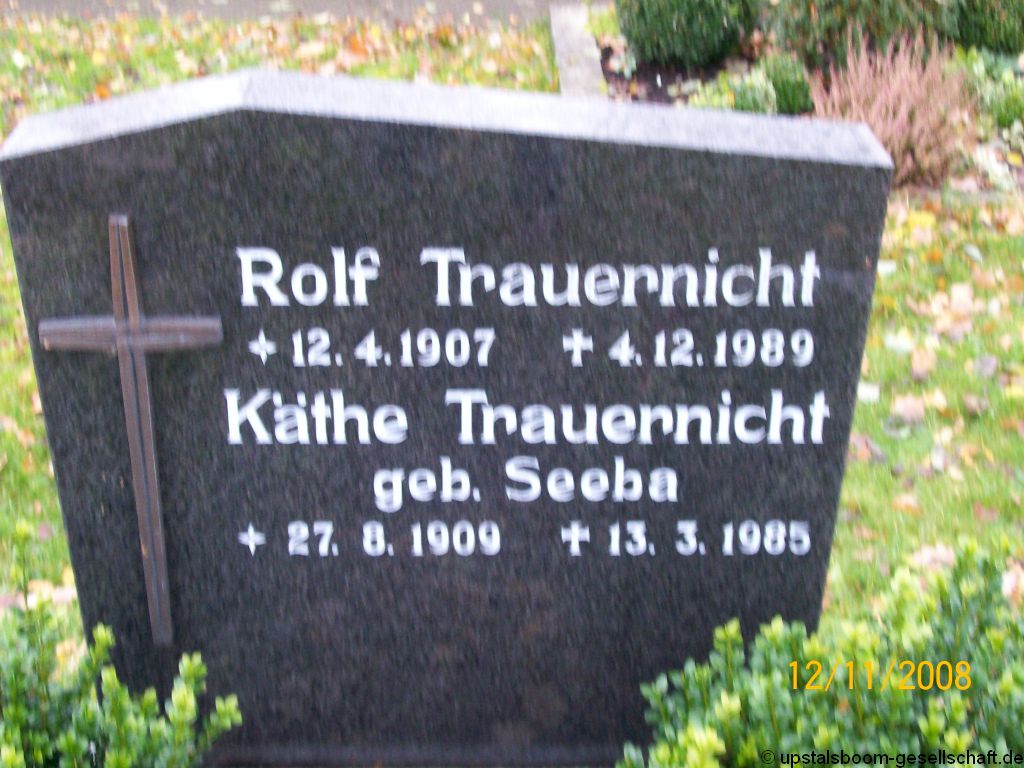 Rolf Trauernicht
✦ 12. 4. 1907 ✝ 4. 12. 1989
Käthe Trauernicht
geb. Seeba
✦ 27. 8. 1909 ✝ 13. 3. 1985
12/11/2008
© upstalsboom-gesellschaft.de